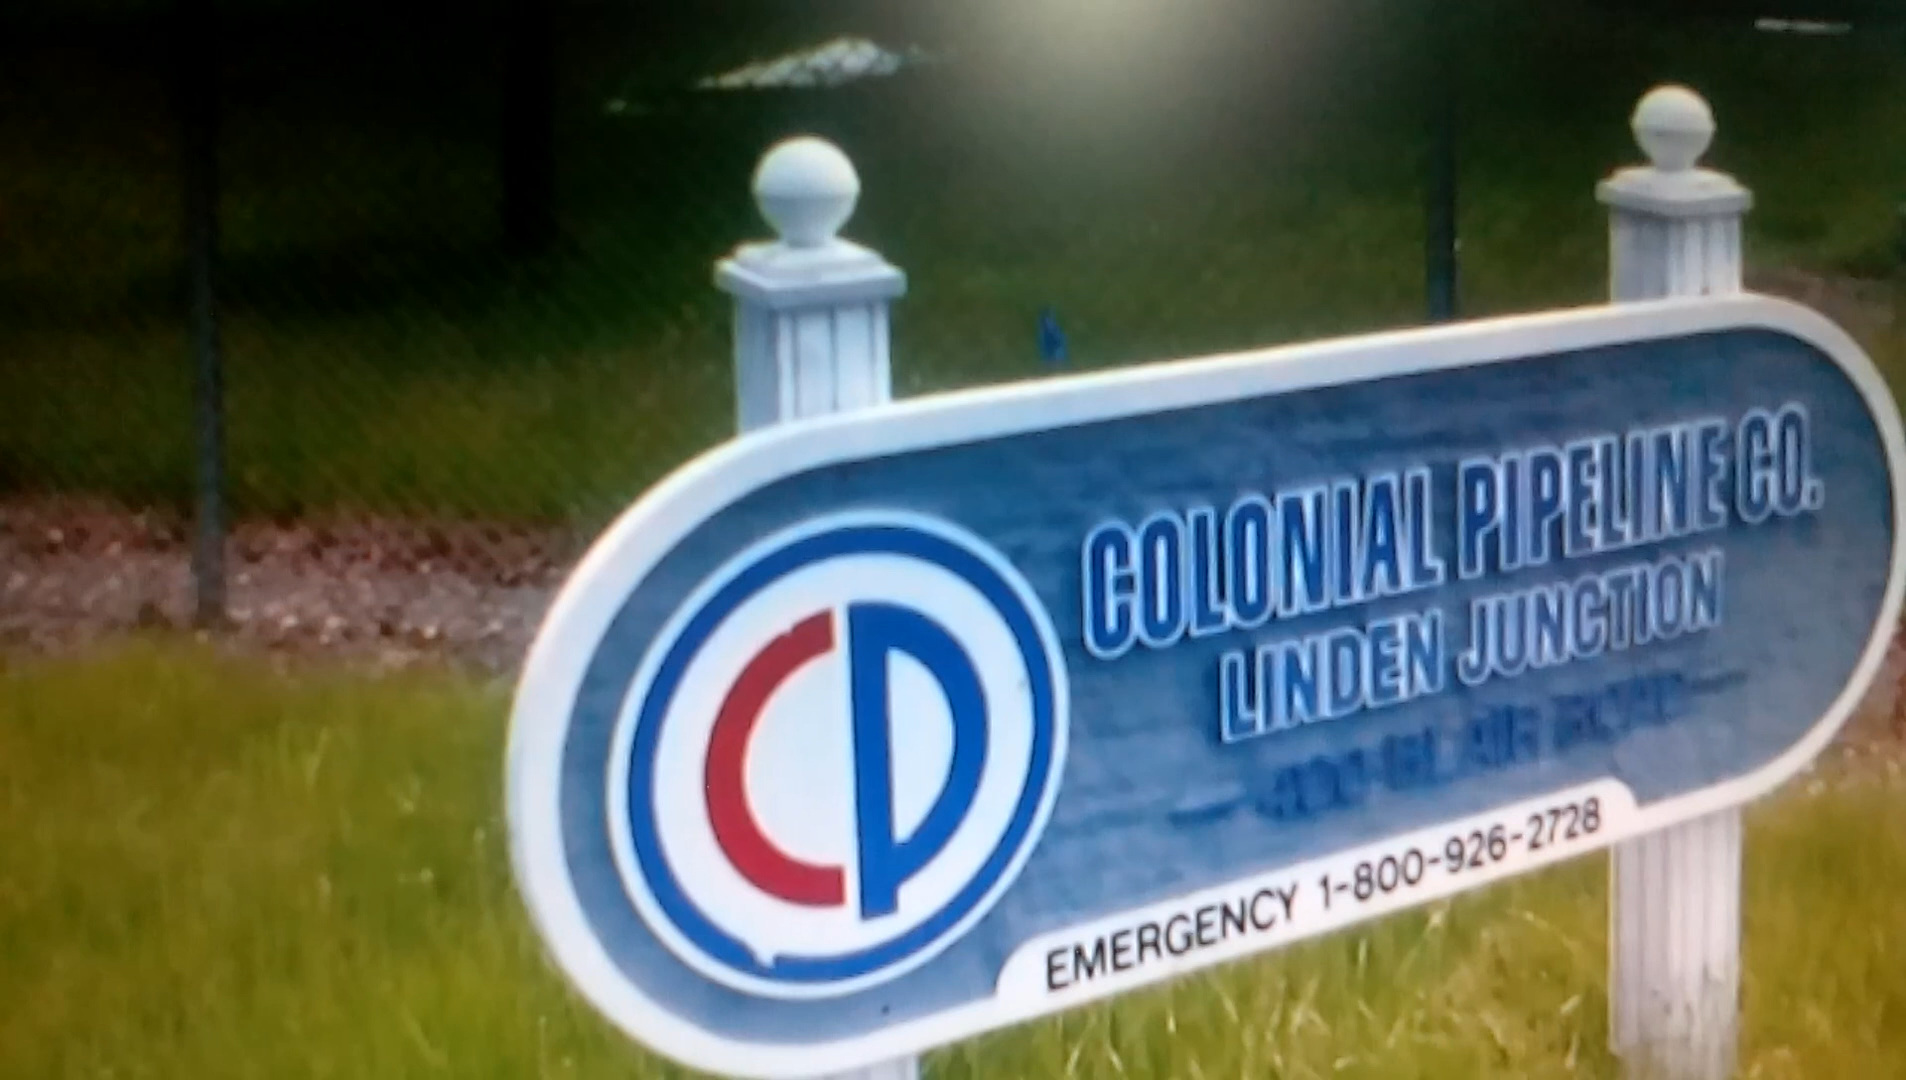 CP
COLONIAL PIPELINE CO.
LINDEN JUNCTION
EMERGENCY 1-800-926-2728